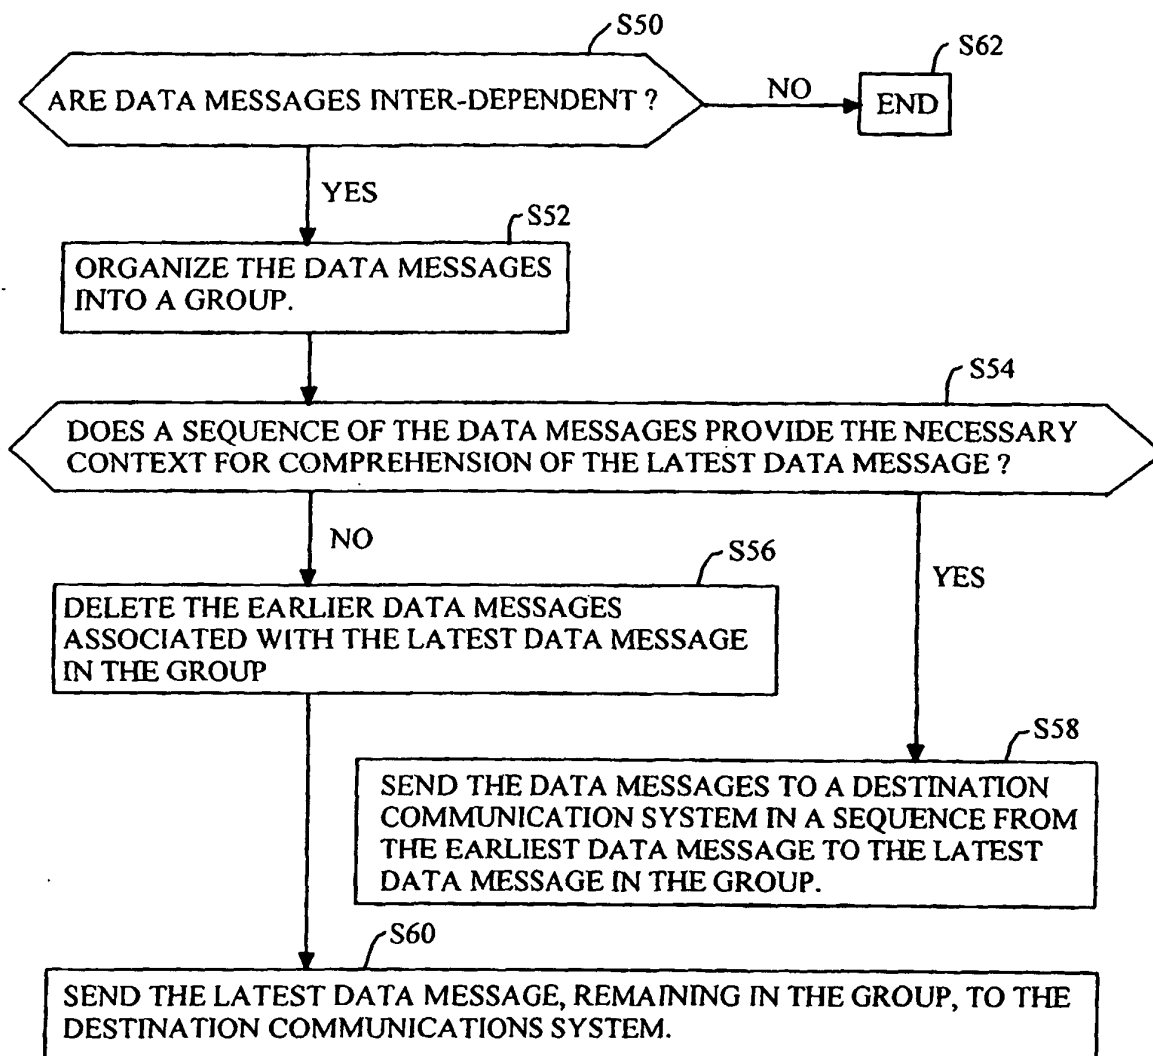 S50
ARE DATA MESSAGES INTER-DEPENDENT ?
NO
S62
END
YES
S52
ORGANIZE THE DATA MESSAGES
INTO A GROUP.
S54
DOES A SEQUENCE OF THE DATA MESSAGES PROVIDE THE NECESSARY
CONTEXT FOR COMPREHENSION OF THE LATEST DATA MESSAGE ?
NO
YES
S56
DELETE THE EARLIER DATA MESSAGES
ASSOCIATED WITH THE LATEST DATA MESSAGE
IN THE GROUP
S58
SEND THE DATA MESSAGES TO A DESTINATION
COMMUNICATION SYSTEM IN A SEQUENCE FROM
THE EARLIEST DATA MESSAGE TO THE LATEST
DATA MESSAGE IN THE GROUP.
S60
SEND THE LATEST DATA MESSAGE, REMAINING IN THE GROUP, TO THE
DESTINATION COMMUNICATIONS SYSTEM.